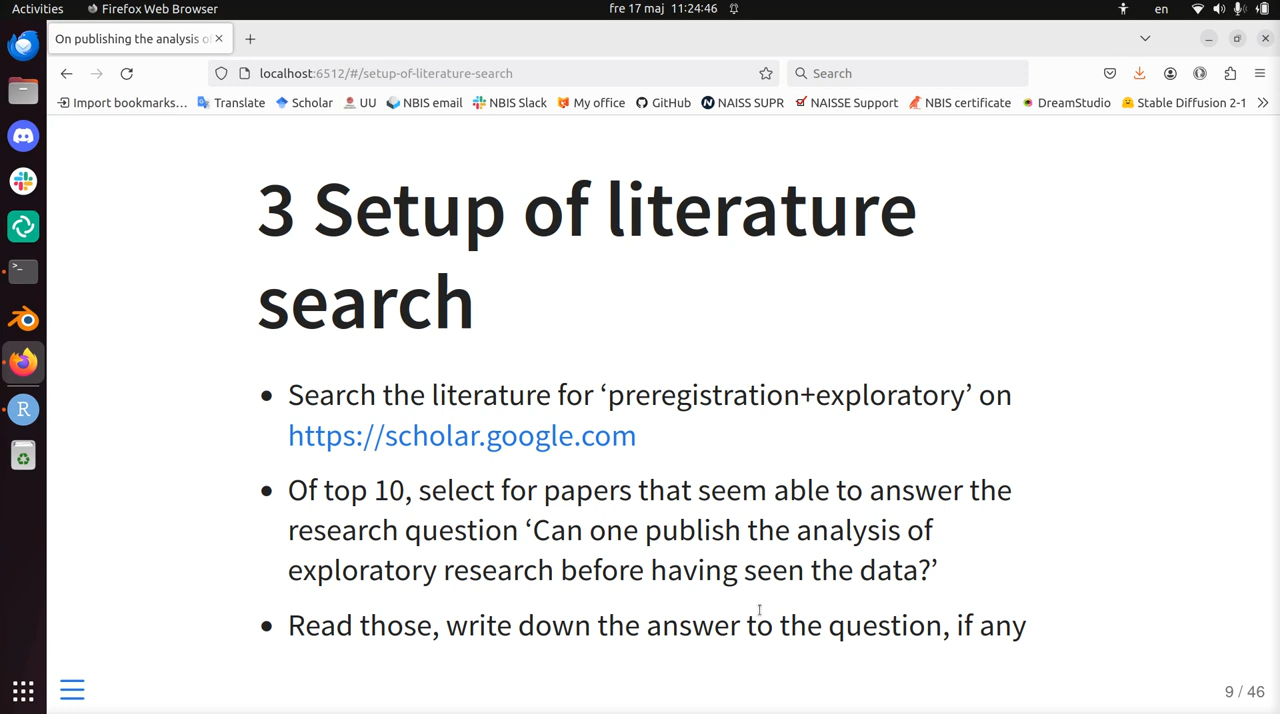 Activities Firefox Web Browser fre 17 maj 11:24:46 en
On publishing the analysis o
localhost:6512/#/setup-of-literature-search Search
Import bookmarks... Translate Scholar UU NBIS email NBIS Slack My office GitHub NAISS SUPR NAISSE Support NBIS certificate DreamStudio Stable Diffusion 2-1
3 Setup of literature
search
• Search the literature for ‘preregistration+exploratory’ on
https://scholar.google.com
• Of top 10, select for papers that seem able to answer the
research question ‘Can one publish the analysis of
exploratory research before having seen the data?’
• Read those, write down the answer to the question, if any
9 / 46